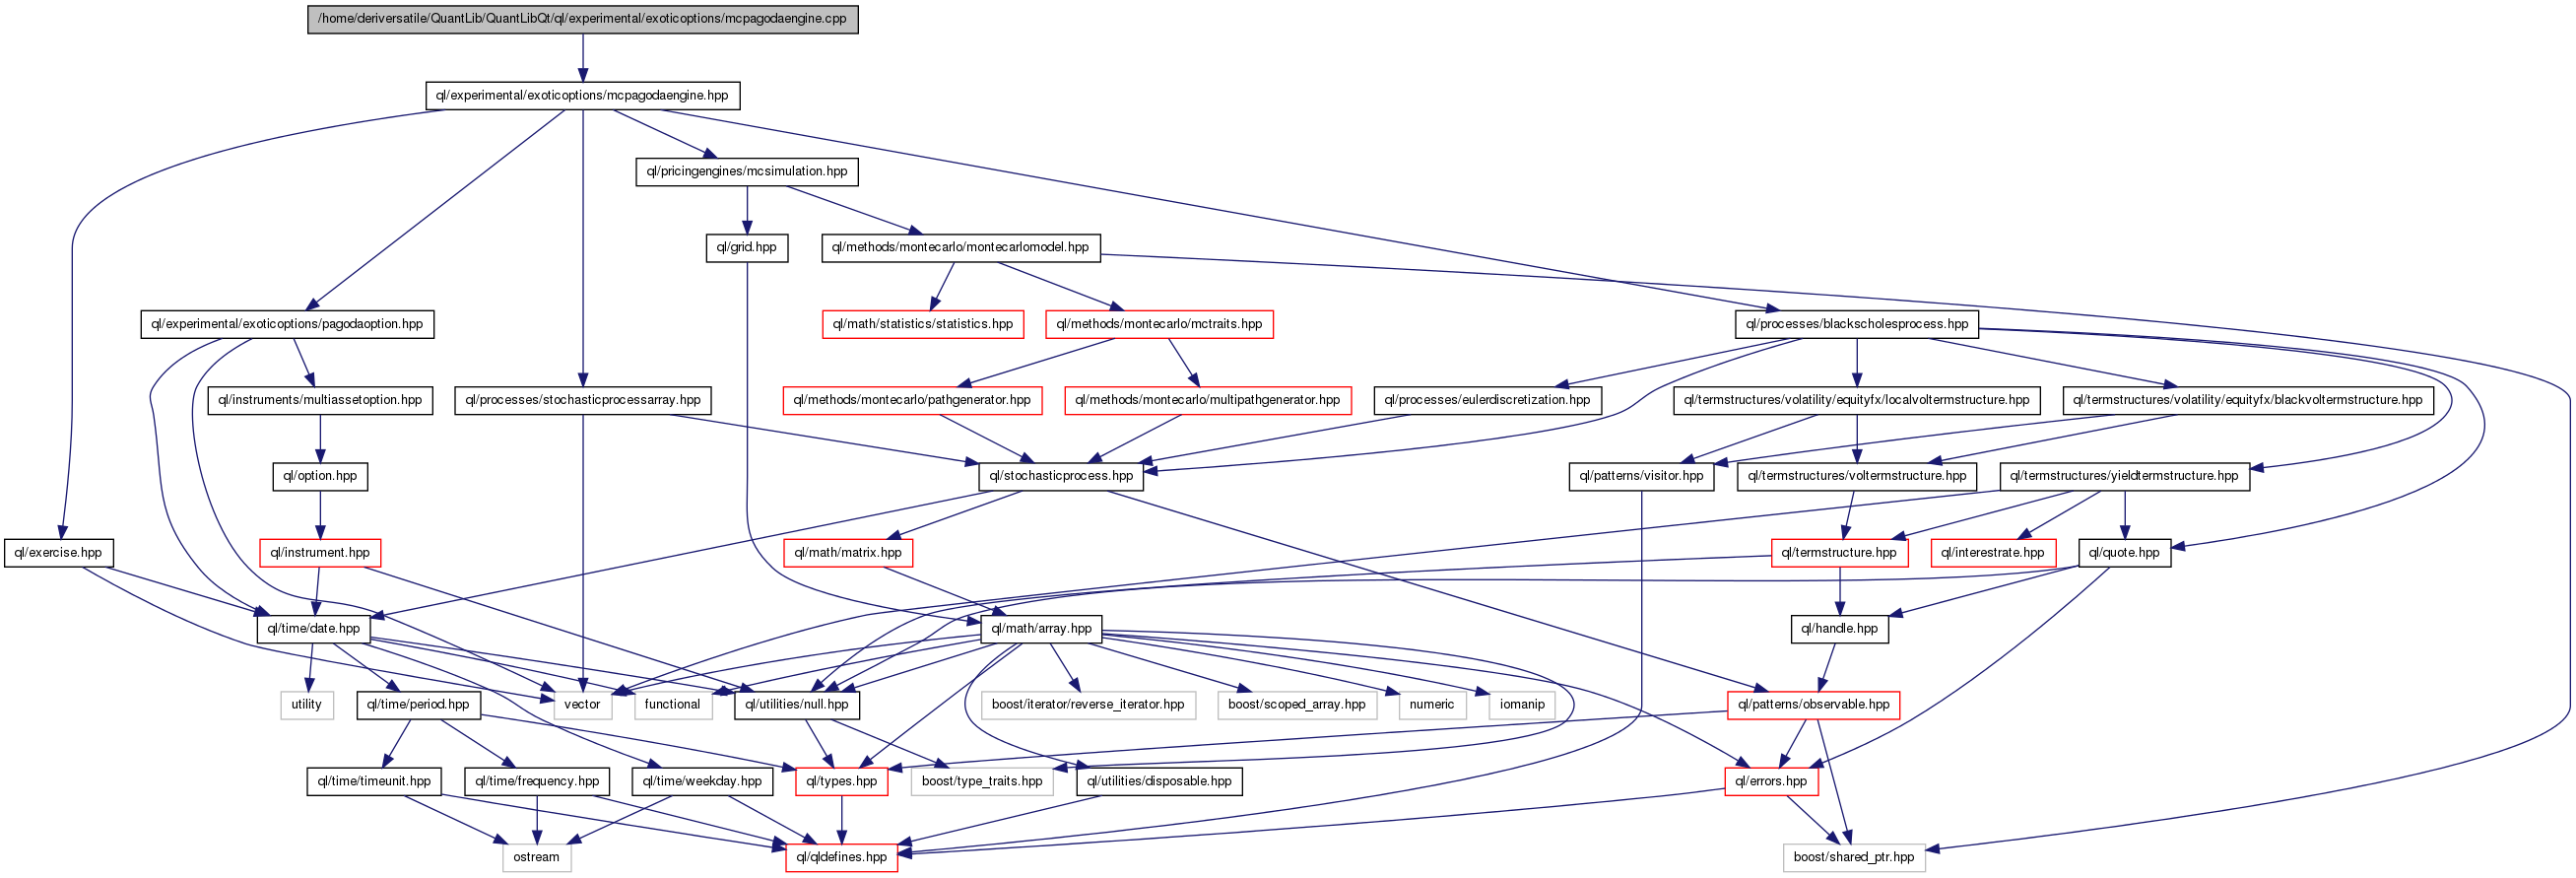 /home/deriversatile/QuantLib/QuantLibQt/ql/experimental/exoticoptions/mcpagodaengine.cpp
ql/experimental/exoticoptions/mcpagodaengine.hpp
ql/pricingengines/mcsimulation.hpp
ql/grid.hpp
ql/methods/montecarlo/montecarlomodel.hpp
ql/experimental/exoticoptions/pagodaoption.hpp
ql/math/statistics/statistics.hpp
ql/methods/montecarlo/mctraits.hpp
ql/processes/blackscholesprocess.hpp
ql/instruments/multiassetoption.hpp
ql/processes/stochasticprocessarray.hpp
ql/methods/montecarlo/pathgenerator.hpp
ql/methods/montecarlo/multipathgenerator.hpp
ql/processes/eulerdiscretization.hpp
ql/termstructures/volatility/equityfx/localvoltermstructure.hpp
ql/termstructures/volatility/equityfx/blackvoltermstructure.hpp
ql/option.hpp
ql/stochasticprocess.hpp
ql/patterns/visitor.hpp
ql/termstructures/voltermstructure.hpp
ql/termstructures/yieldtermstructure.hpp
ql/exercise.hpp
ql/instrument.hpp
ql/math/matrix.hpp
ql/termstructure.hpp
ql/interestrate.hpp
ql/quote.hpp
ql/time/date.hpp
ql/math/array.hpp
ql/handle.hpp
utility
ql/time/period.hpp
vector
functional
ql/utilities/null.hpp
boost/iterator/reverse_iterator.hpp
boost/scoped_array.hpp
numeric
iomanip
ql/patterns/observable.hpp
ql/time/timeunit.hpp
ql/time/frequency.hpp
ql/time/weekday.hpp
ql/types.hpp
boost/type_traits.hpp
ql/utilities/disposable.hpp
ql/errors.hpp
ostream
ql/qldefines.hpp
boost/shared_ptr.hpp